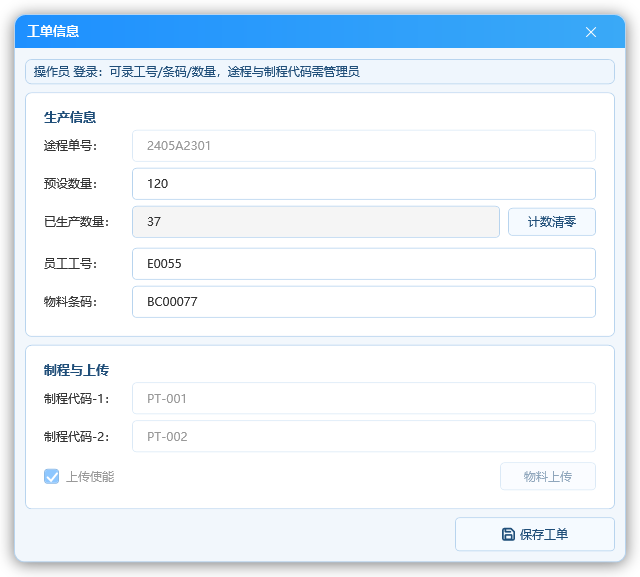 工单信息
操作员 登录：可录工号/条码/数量，途程与制程代码需管理员
生产信息
途程单号： 2405A2301
预设数量： 120
已生产数量： 37 计数清零
员工工号： E0055
物料条码： BC00077
制程与上传
制程代码-1： PT-001
制程代码-2： PT-002
上传使能 物料上传
保存工单